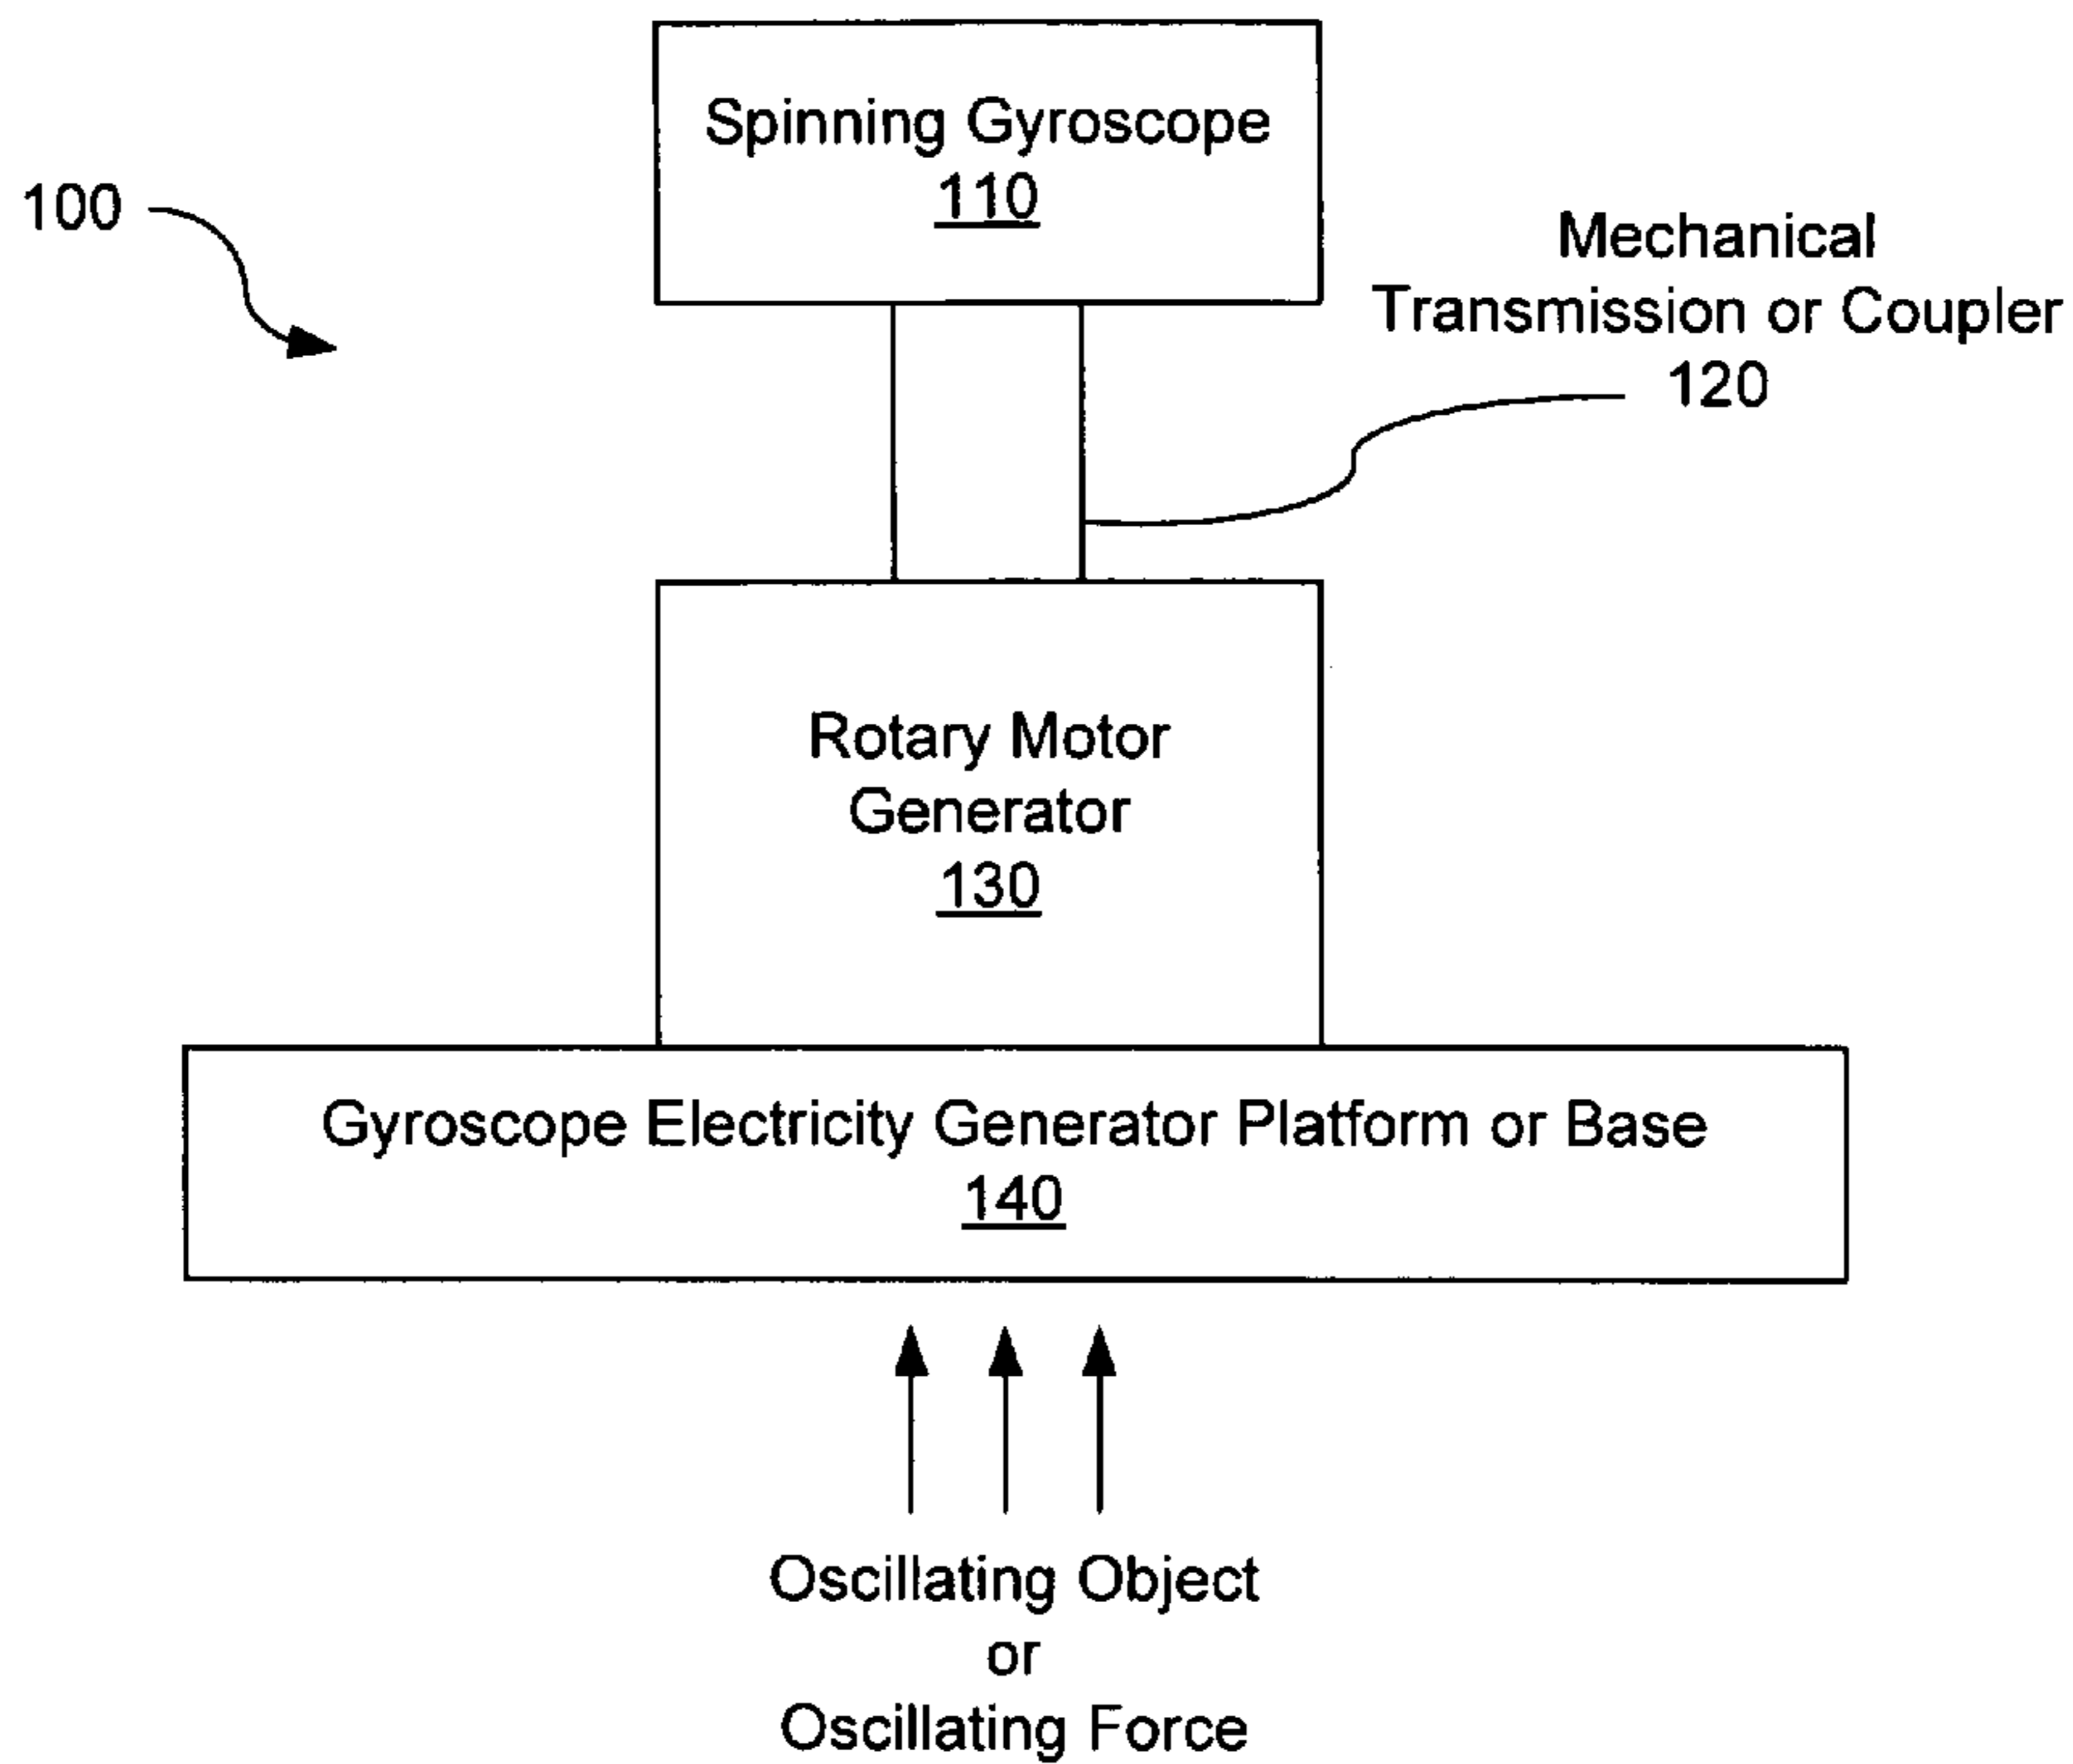 Spinning Gyroscope
110
100
Mechanical
Transmission or Coupler
120
Rotary Motor
Generator
130
Gyroscope Electricity Generator Platform or Base
140
Oscillating Object
or
Oscillating Force